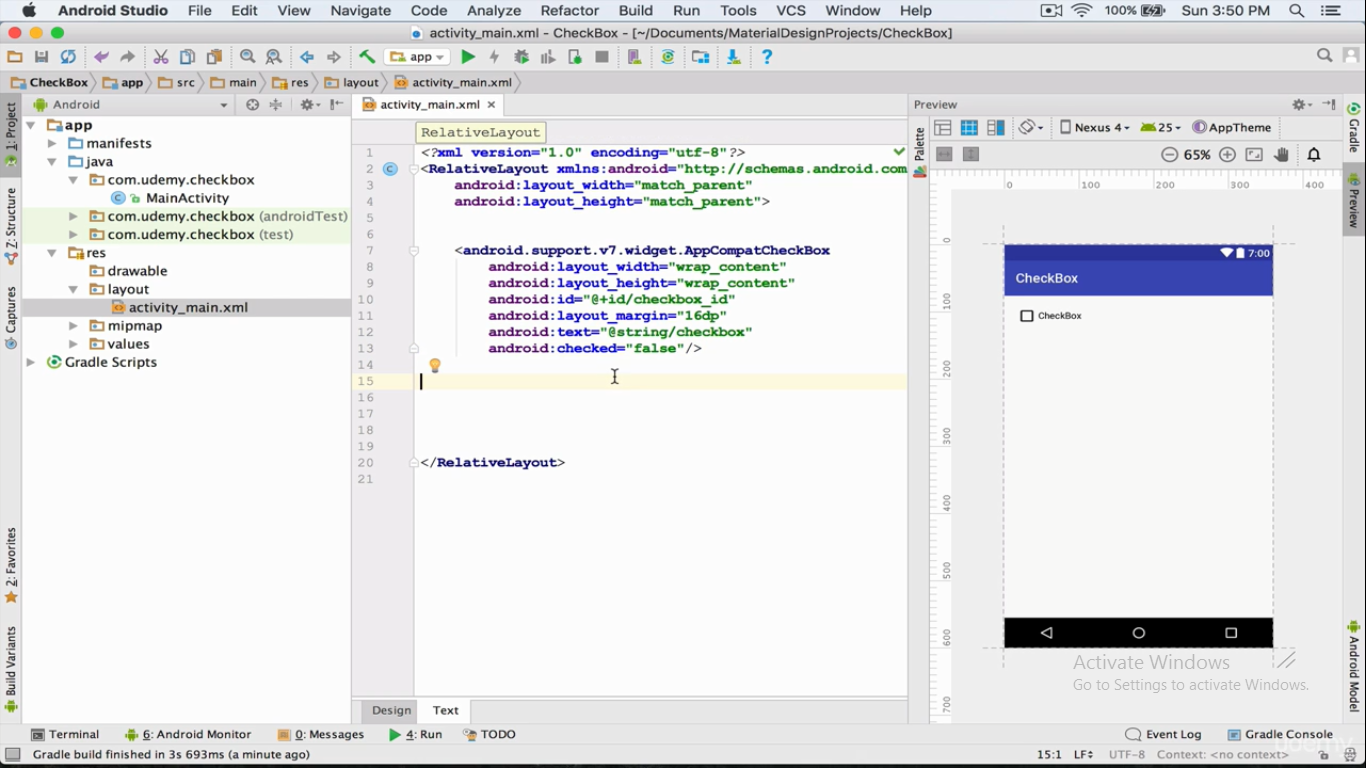 Android Studio File Edit View Navigate Code Analyze Refactor Build Run Tools VCS Window Help 100% Sun 3:50 PM
activity_main.xml - CheckBox - [~/Documents/MaterialDesignProjects/CheckBox]
app
CheckBox app src main res layout activity_main.xml
Android
activity_main.xml
Preview
1: Project
Z: Structure
Captures
2: Favorites
Build Variants
app
manifests
java
com.udemy.checkbox
MainActivity
com.udemy.checkbox (androidTest)
com.udemy.checkbox (test)
res
drawable
layout
activity_main.xml
mipmap
values
Gradle Scripts
RelativeLayout
1 <?xml version="1.0" encoding="utf-8"?>
2 <RelativeLayout xmlns:android="http://schemas.android.com
3 android:layout_width="match_parent"
4 android:layout_height="match_parent">
5
6
7 <android.support.v7.widget.AppCompatCheckBox
8 android:layout_width="wrap_content"
9 android:layout_height="wrap_content"
10 android:id="@+id/checkbox_id"
11 android:layout_margin="16dp"
12 android:text="@string/checkbox"
13 android:checked="false"/>
14
15
16
17
18
19
20 </RelativeLayout>
21
Design Text
Palette
Nexus 4 25 AppTheme
65%
0 100 200 300 400
0
100
200
300
400
500
600
700
7:00
CheckBox
CheckBox
Activate Windows
Go to Settings to activate Windows.
Gradle
Preview
Android Model
Terminal 6: Android Monitor 0: Messages 4: Run TODO Event Log Gradle Console
Gradle build finished in 3s 693ms (a minute ago) 15:1 LF UTF-8 Context: <no context>
udemy